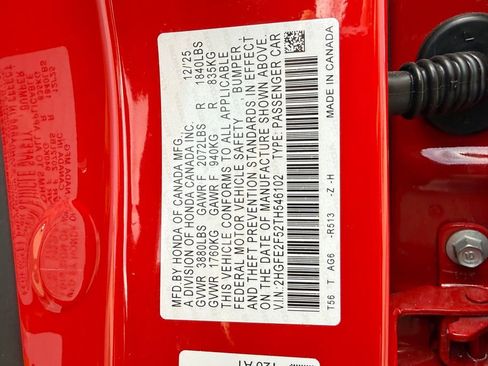 MFD.BY HONDA OF CANADA MFG. 12/'25
A DIVISION OF HONDA CANADA INC.
GVWR 3880LBS GAWR F 2072LBS R 1840LBS
GVWR 1760KG GAWR F 940KG R 835KG
THIS VEHICLE CONFORMS TO ALL APPLICABLE
FEDERAL MOTOR VEHICLE SAFETY , BUMPER ,
AND THEFT PREVENTION STANDARDS IN EFFECT
ON THE DATE OF MANUFACTURE SHOWN ABOVE.
V.I.N: 2HGFE2F52TH546102 TYPE: PASSENGER CAR
T56 T AG6 -R513 -Z -H MADE IN CANADA